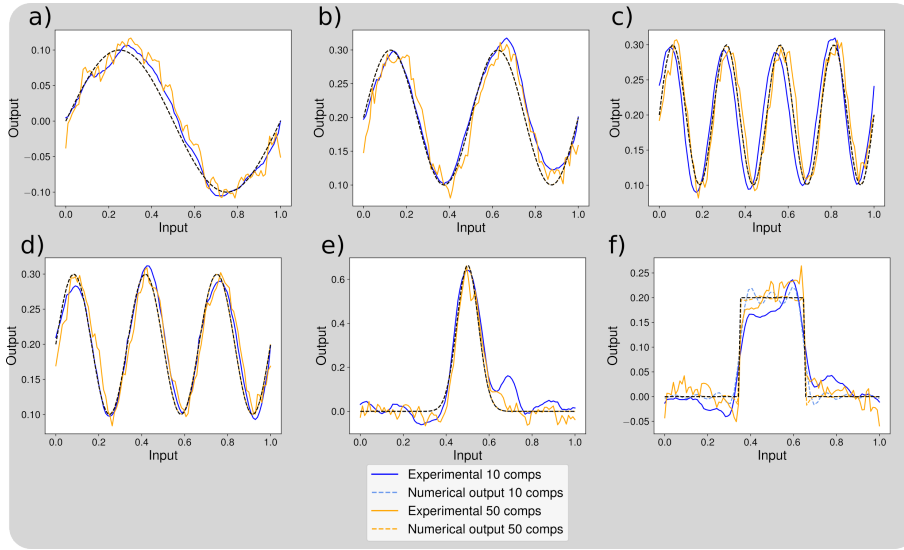 a)
0.10
0.05
0.00
−0.05
−0.10
Output
0.0 0.2 0.4 0.6 0.8 1.0
Input
b)
0.30
0.25
0.20
0.15
0.10
Output
0.0 0.2 0.4 0.6 0.8 1.0
Input
c)
0.30
0.25
0.20
0.15
0.10
Output
0.0 0.2 0.4 0.6 0.8 1.0
Input
d)
0.30
0.25
0.20
0.15
0.10
Output
0.0 0.2 0.4 0.6 0.8 1.0
Input
e)
0.6
0.4
0.2
0.0
Output
0.0 0.2 0.4 0.6 0.8 1.0
Input
f)
0.25
0.20
0.15
0.10
0.05
0.00
−0.05
Output
0.0 0.2 0.4 0.6 0.8 1.0
Input
Experimental 10 comps
Numerical output 10 comps
Experimental 50 comps
Numerical output 50 comps